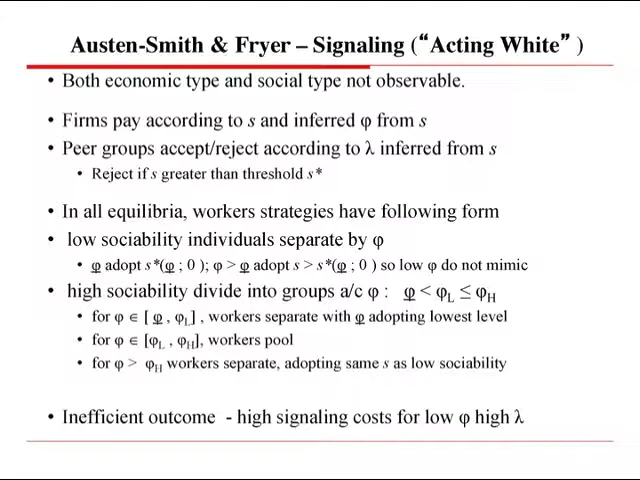 Austen-Smith & Fryer – Signaling (“Acting White” )
• Both economic type and social type not observable.
• Firms pay according to s and inferred φ from s
• Peer groups accept/reject according to λ inferred from s
• Reject if s greater than threshold s*
• In all equilibria, workers strategies have following form
• low sociability individuals separate by φ
• φ̲ adopt s*(φ̲ ; 0 ); φ > φ̲ adopt s > s*(φ̲ ; 0 ) so low φ do not mimic
• high sociability divide into groups a/c φ : φ̲ < φL ≤ φH
• for φ ∈ [ φ̲ , φL] , workers separate with φ̲ adopting lowest level
• for φ ∈ [φL , φH], workers pool
• for φ > φH workers separate, adopting same s as low sociability
• Inefficient outcome - high signaling costs for low φ high λ